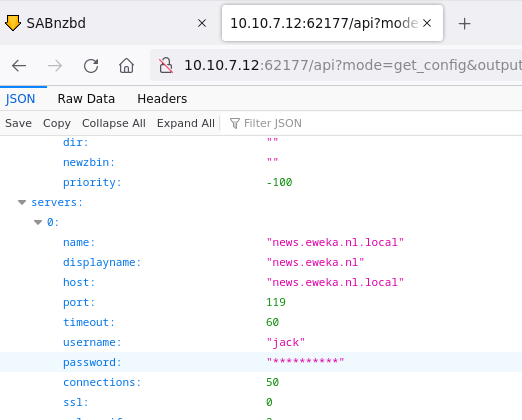 SABnzbd
10.10.7.12:62177/api?mode
10.10.7.12:62177/api?mode=get_config&output
JSON Raw Data Headers
Save Copy Collapse All Expand All Filter JSON
dir: ""
newzbin: ""
priority: -100
servers:
0:
name: "news.eweka.nl.local"
displayname: "news.eweka.nl"
host: "news.eweka.nl.local"
port: 119
timeout: 60
username: "jack"
password: "**********"
connections: 50
ssl: 0